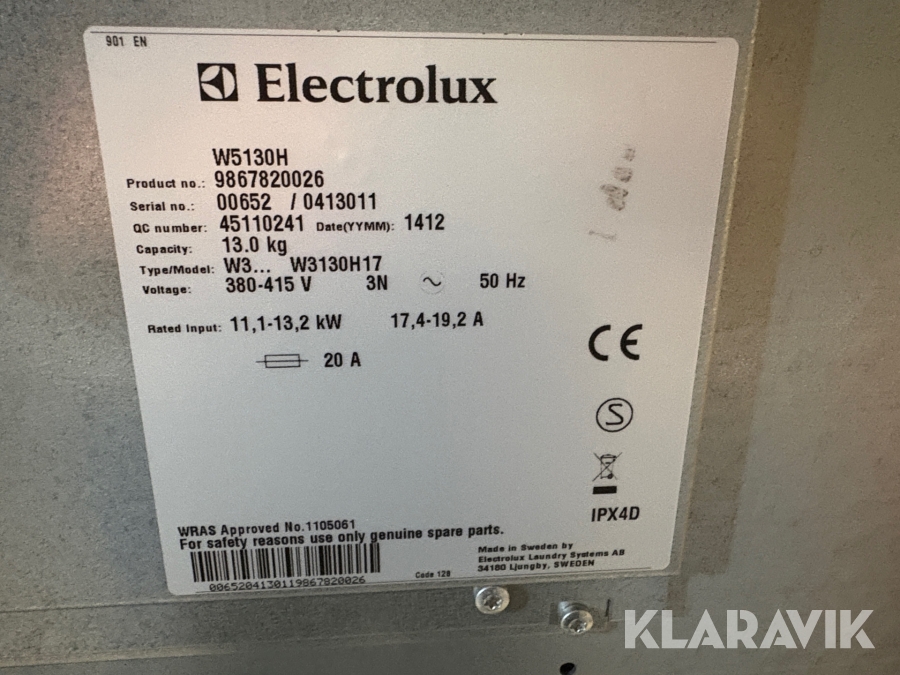 901 EN
Electrolux
W5130H
Product no.: 9867820026
Serial no.: 00652 / 0413011
QC number: 45110241 Date(YYMM): 1412
Capacity: 13.0 kg
Type/Model: W3... W3130H17
Voltage: 380-415 V 3N ~ 50 Hz
Rated Input: 11,1-13,2 kW 17,4-19,2 A
20 A
CE
S
IPX4D
WRAS Approved No.1105061
For safety reasons use only genuine spare parts.
Made in Sweden by
Electrolux Laundry Systems AB
34180 Ljungby, SWEDEN
Code 128
0065204130119867820026
KLARAVIK